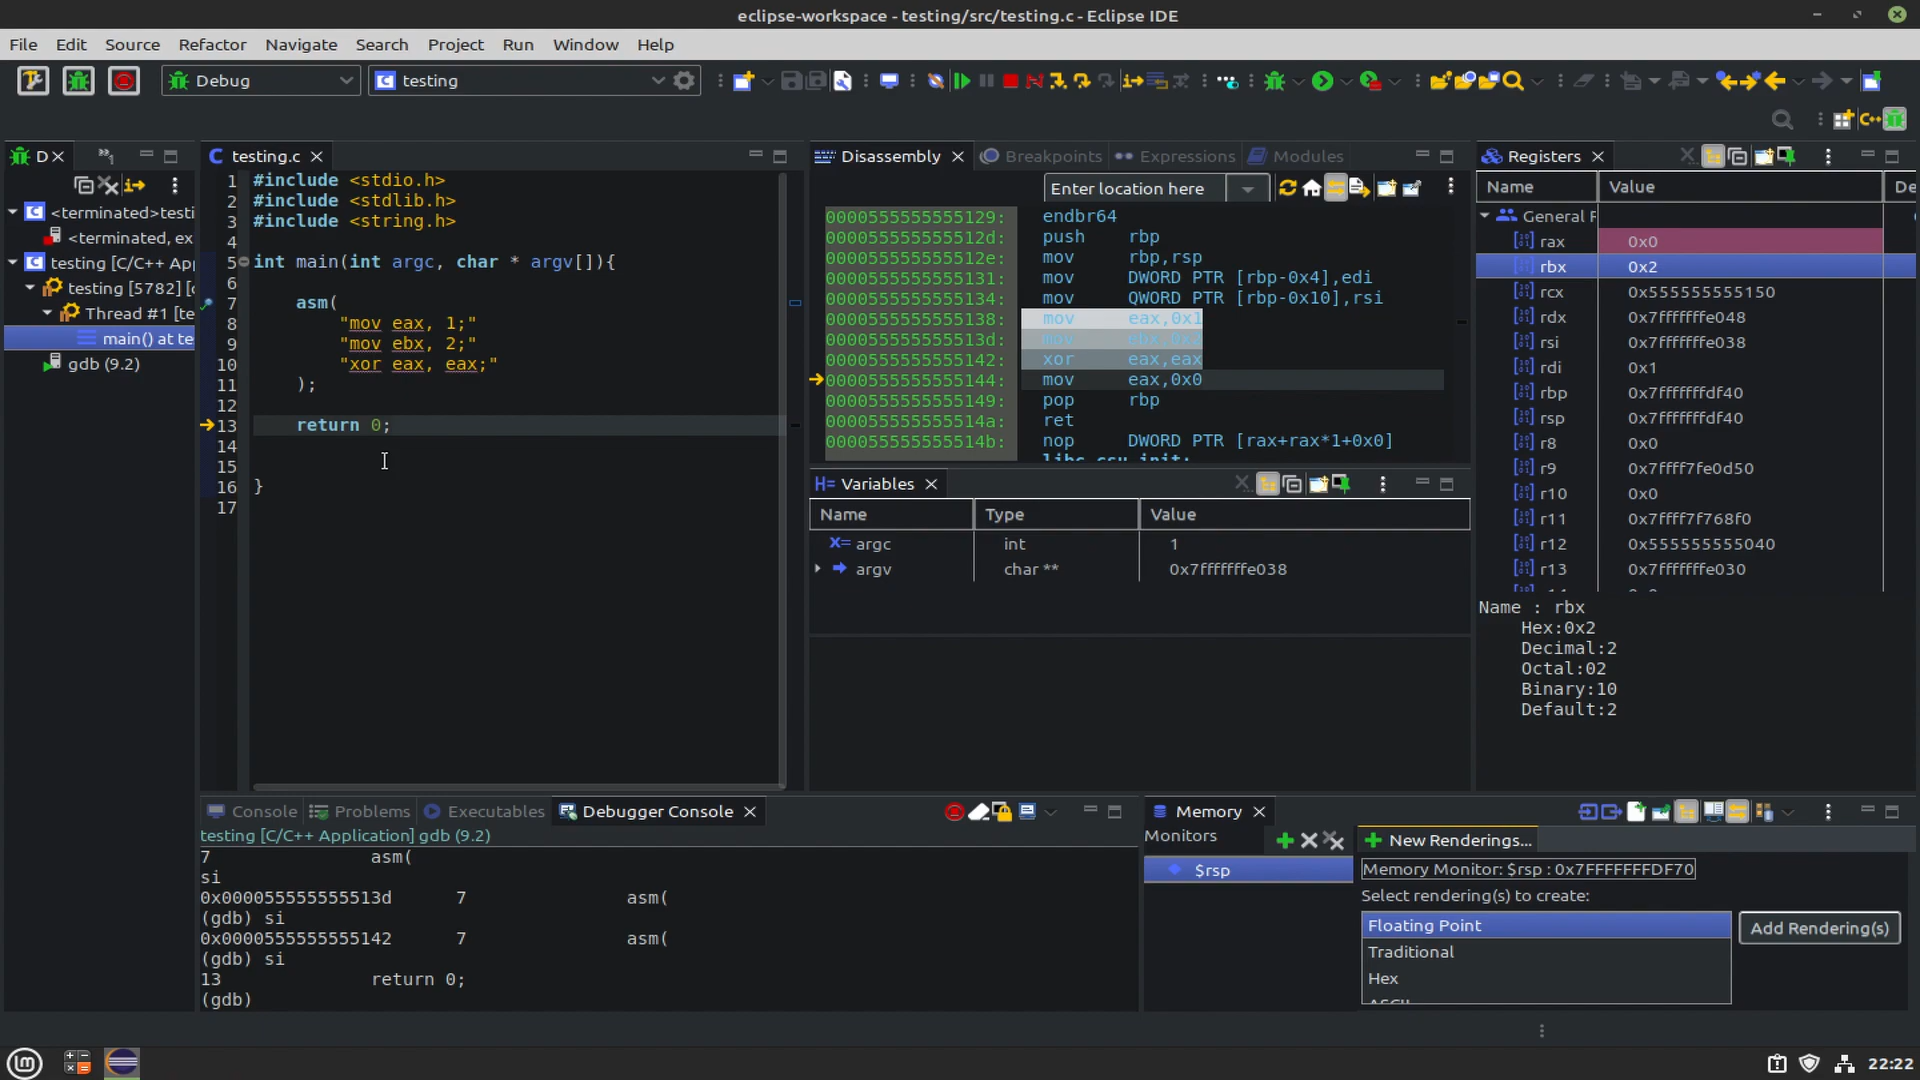 eclipse-workspace - testing/src/testing.c - Eclipse IDE
File Edit Source Refactor Navigate Search Project Run Window Help
Debug
testing
D
<terminated>testi
<terminated, ex
testing [C/C++ Ap
testing [5782] [
Thread #1 [te
main() at te
gdb (9.2)
testing.c
1 #include <stdio.h>
2 #include <stdlib.h>
3 #include <string.h>
4
5 int main(int argc, char * argv[]){
6
7 asm(
8 "mov eax, 1;"
9 "mov ebx, 2;"
10 "xor eax, eax;"
11 );
12
13 return 0;
14
15
16 }
17
Disassembly Breakpoints Expressions Modules
Enter location here
0000555555555129: endbr64
000055555555512d: push rbp
000055555555512e: mov rbp,rsp
0000555555555131: mov DWORD PTR [rbp-0x4],edi
0000555555555134: mov QWORD PTR [rbp-0x10],rsi
0000555555555138: mov eax,0x1
000055555555513d: mov ebx,0x2
0000555555555142: xor eax,eax
0000555555555144: mov eax,0x0
0000555555555149: pop rbp
000055555555514a: ret
000055555555514b: nop DWORD PTR [rax+rax*1+0x0]
Variables
Name Type Value
argc int 1
argv char ** 0x7fffffffe038
Registers
Name Value De
General F
rax 0x0
rbx 0x2
rcx 0x555555555150
rdx 0x7fffffffe048
rsi 0x7fffffffe038
rdi 0x1
rbp 0x7fffffffdf40
rsp 0x7fffffffdf40
r8 0x0
r9 0x7ffff7fe0d50
r10 0x0
r11 0x7ffff7f768f0
r12 0x555555555040
r13 0x7fffffffe030
Name : rbx
Hex:0x2
Decimal:2
Octal:02
Binary:10
Default:2
Console Problems Executables Debugger Console
testing [C/C++ Application] gdb (9.2)
7 asm(
si
0x000055555555513d 7 asm(
(gdb) si
0x0000555555555142 7 asm(
(gdb) si
13 return 0;
(gdb)
Memory
Monitors
$rsp
New Renderings...
Memory Monitor: $rsp : 0x7FFFFFFFDF70
Select rendering(s) to create:
Floating Point
Traditional
Hex
Add Rendering(s)
22:22